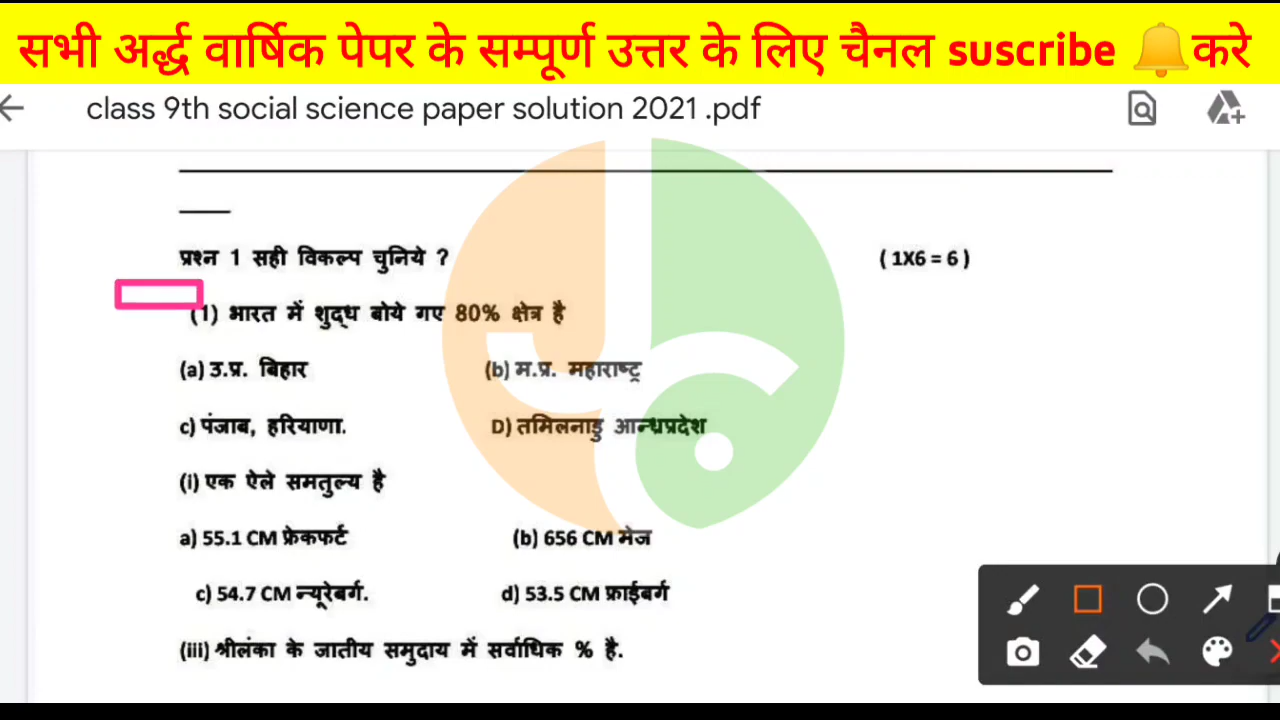 सभी अर्द्ध वार्षिक पेपर के सम्पूर्ण उत्तर के लिए चैनल suscribe 🔔करे
class 9th social science paper solution 2021 .pdf
प्रश्न 1 सही विकल्प चुनिये ? ( 1X6 = 6 )
(1) भारत में शुद्ध बोये गए 80% क्षेत्र है
(a) उ.प्र. बिहार (b) म.प्र. महाराष्ट्र
c) पंजाब, हरियाणा. D) तमिलनाडु आन्ध्रप्रदेश
(i) एक ऐले समतुल्य है
a) 55.1 CM फ्रेकफर्ट (b) 656 CM मेज
c) 54.7 CM न्यूरेबर्ग. d) 53.5 CM फ्राईबर्ग
(iii) श्रीलंका के जातीय समुदाय में सर्वाधिक % है.